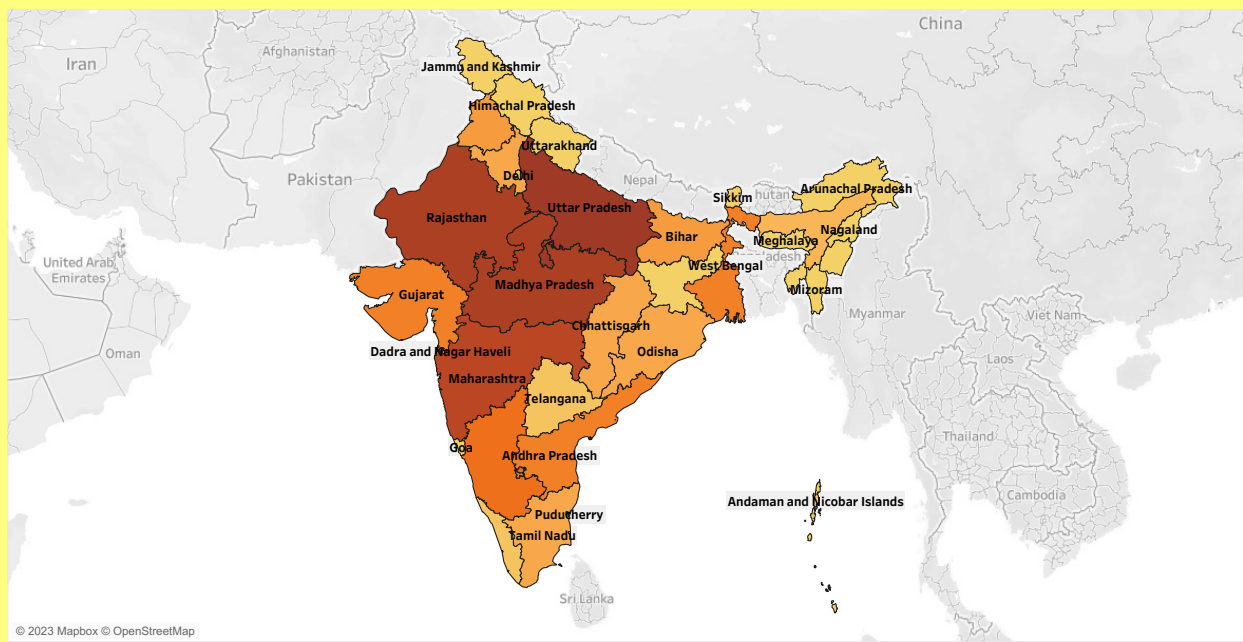 China
Afghanistan
Iran
Jammu and Kashmir
Himachal Pradesh
Uttarakhand
Pakistan
Delhi
Nepal
Arunachal Pradesh
Sikkim
hutan
Uttar Pradesh
Rajasthan
Bihar
Nagaland
Meghalaya
ladesh
West Bengal
United Arab
Emirates
Madhya Pradesh
Mizoram
Gujarat
Myanmar
Viet Nam
Chhattisgarh
Oman
Dadra and Nagar Haveli
Odisha
Laos
Maharashtra
Telangana
Thailand
Goa
Andhra Pradesh
Cambodia
Andaman and Nicobar Islands
Puducherry
Tamil Nadu
Sri Lanka
© 2023 Mapbox © OpenStreetMap